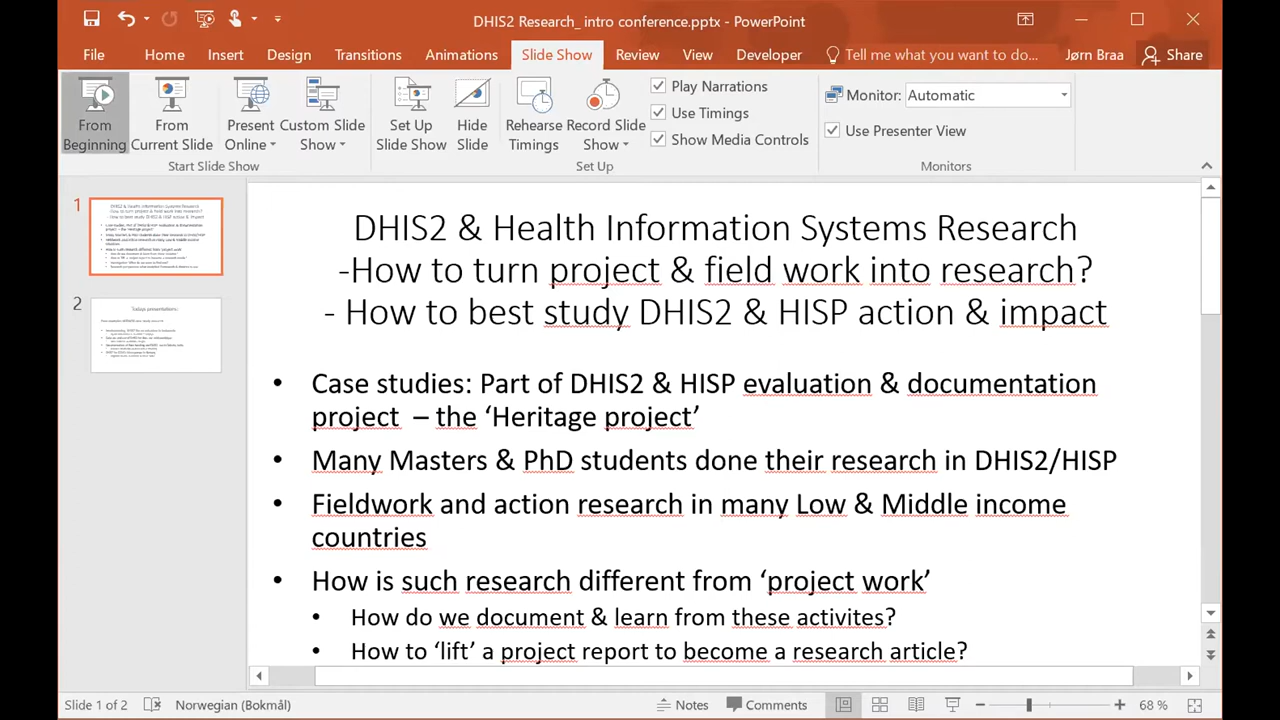 DHIS2 Research_ intro conference.pptx - PowerPoint
File Home Insert Design Transitions Animations Slide Show Review View Developer Tell me what you want to do... Jørn Braa Share
From Beginning
From Current Slide
Present Online
Custom Slide Show
Start Slide Show
Set Up Slide Show
Hide Slide
Rehearse Timings
Record Slide Show
Play Narrations
Use Timings
Show Media Controls
Set Up
Monitor: Automatic
Use Presenter View
Monitors
1
2
Today presentations:
DHIS2 & Health Information Systems Research
-How to turn project & field work into research?
- How to best study DHIS2 & HISP action & impact
• Case studies: Part of DHIS2 & HISP evaluation & documentation
project – the ‘Heritage project’
• Many Masters & PhD students done their research in DHIS2/HISP
• Fieldwork and action research in many Low & Middle income
countries
• How is such research different from ‘project work’
• How do we document & learn from these activites?
• How to ‘lift’ a project report to become a research article?
Slide 1 of 2 Norwegian (Bokmål) Notes Comments 68 %